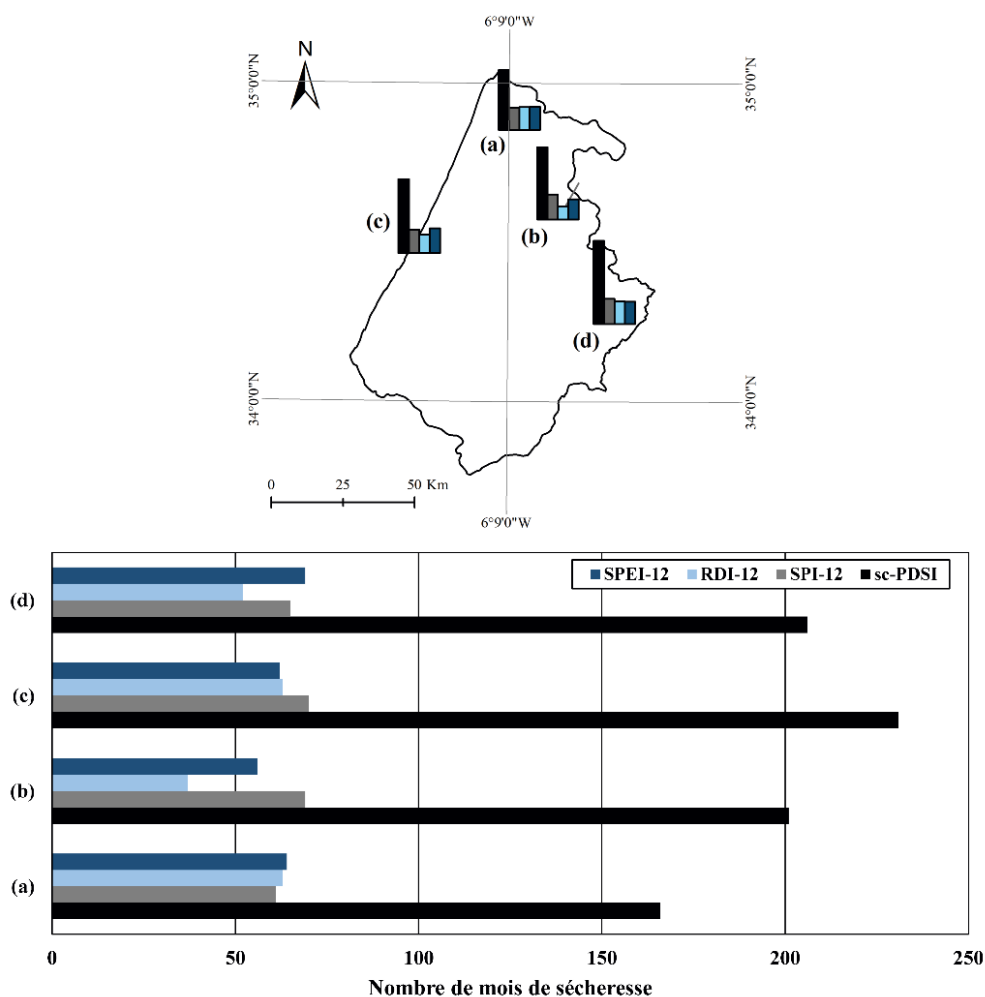 6°9'0"W
N
35°0'0"N
35°0'0"N
(a)
(c)
(b)
(d)
34°0'0"N
34°0'0"N
0 25 50 Km
6°9'0"W
SPEI-12 RDI-12 SPI-12 sc-PDSI
(d)
(c)
(b)
(a)
0 50 100 150 200 250
Nombre de mois de sécheresse